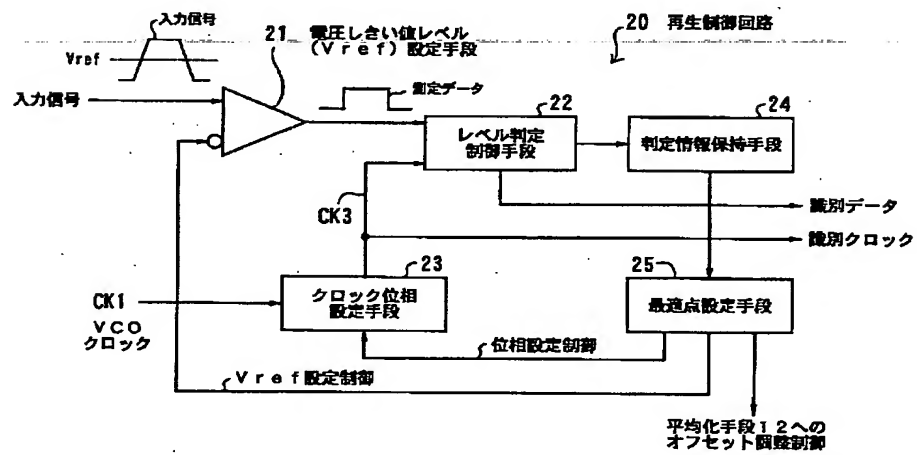 入力信号
Vref
21
電圧しきい値レベル
(Vref)設定手段
20 再生制御回路
入力信号
判定データ
22
レベル判定
制御手段
24
判定情報保持手段
CK3
識別データ
識別クロック
23
クロック位相
設定手段
25
最適点設定手段
CK1
VCO
クロック
位相設定制御
Vref設定制御
平均化手段12への
オフセット調整制御